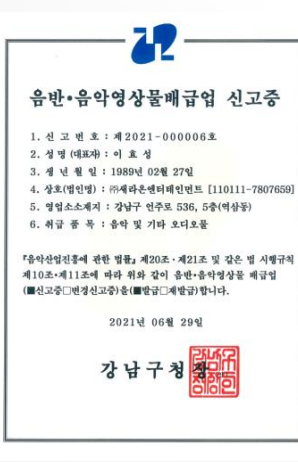 음반•음악영상물배급업 신고증
1. 신 고 번 호 : 제2021-000006호
2. 성 명 (대표자) : 이 효 성
3. 생 년 월 일 : 1989년 02월 27일
4. 상호(법인명) : ㈜새라온엔터테인먼트 [110111-7807659]
5. 영업소소재지 : 강남구 언주로 536, 5층(역삼동)
6. 취 급 품 목 : 음악 및 기타 오디오물
『음악산업진흥에 관한 법률』 제20조·제21조 및 같은 법 시행규칙
제10조·제11조에 따라 위와 같이 음반·음악영상물 배급업
(■신고증□변경신고증)을(■발급□재발급)합니다.
2021년 06월 29일
강 남 구 청 장